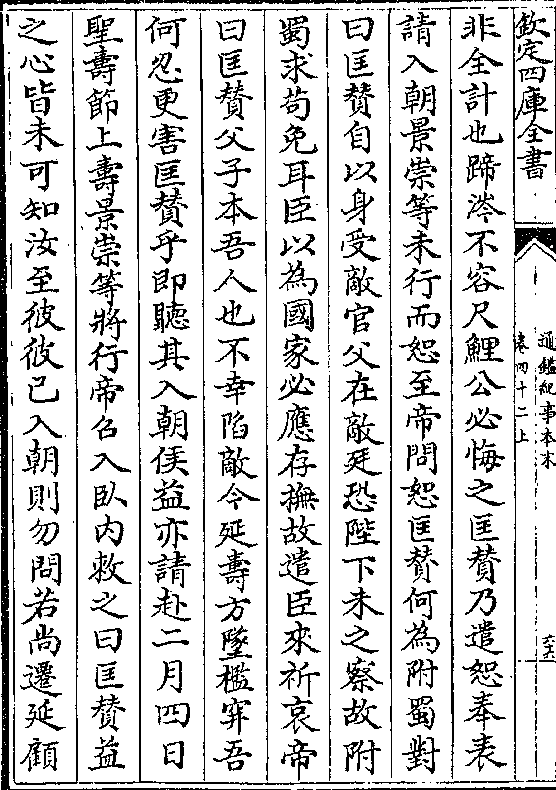 欽定四庫全書
通鑑紀事本末
卷四十二上
非全計也蹄涔不容尺鯉公必悔之匡贊乃遣恕奉表
請入朝景崇等未行而恕至帝問恕匡贊何為附蜀對
曰匡贊自以身受敵官父在敵廷恐陛下未之察故附
蜀求茍免耳臣以為國家必應存撫故遣臣來祈哀帝
曰匡贊父子本吾人也不幸陷敵今延壽方墜檻穽吾
何忍更害匡贊乎即聽其入朝侯益亦請赴二月四日
聖壽節上壽景崇等將行帝召入臥內敕之曰匡贊益
之心皆未可知汝至彼彼已入朝則勿問若尚遷延顧